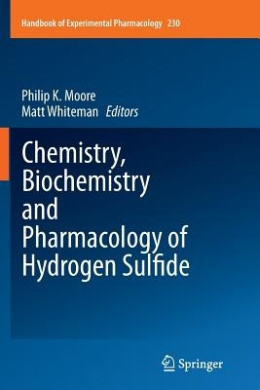 Handbook of Experimental Pharmacology 230
Philip K. Moore
Matt Whiteman Editors
Chemistry,
Biochemistry
and
Pharmacology of
Hydrogen Sulfide
Springer